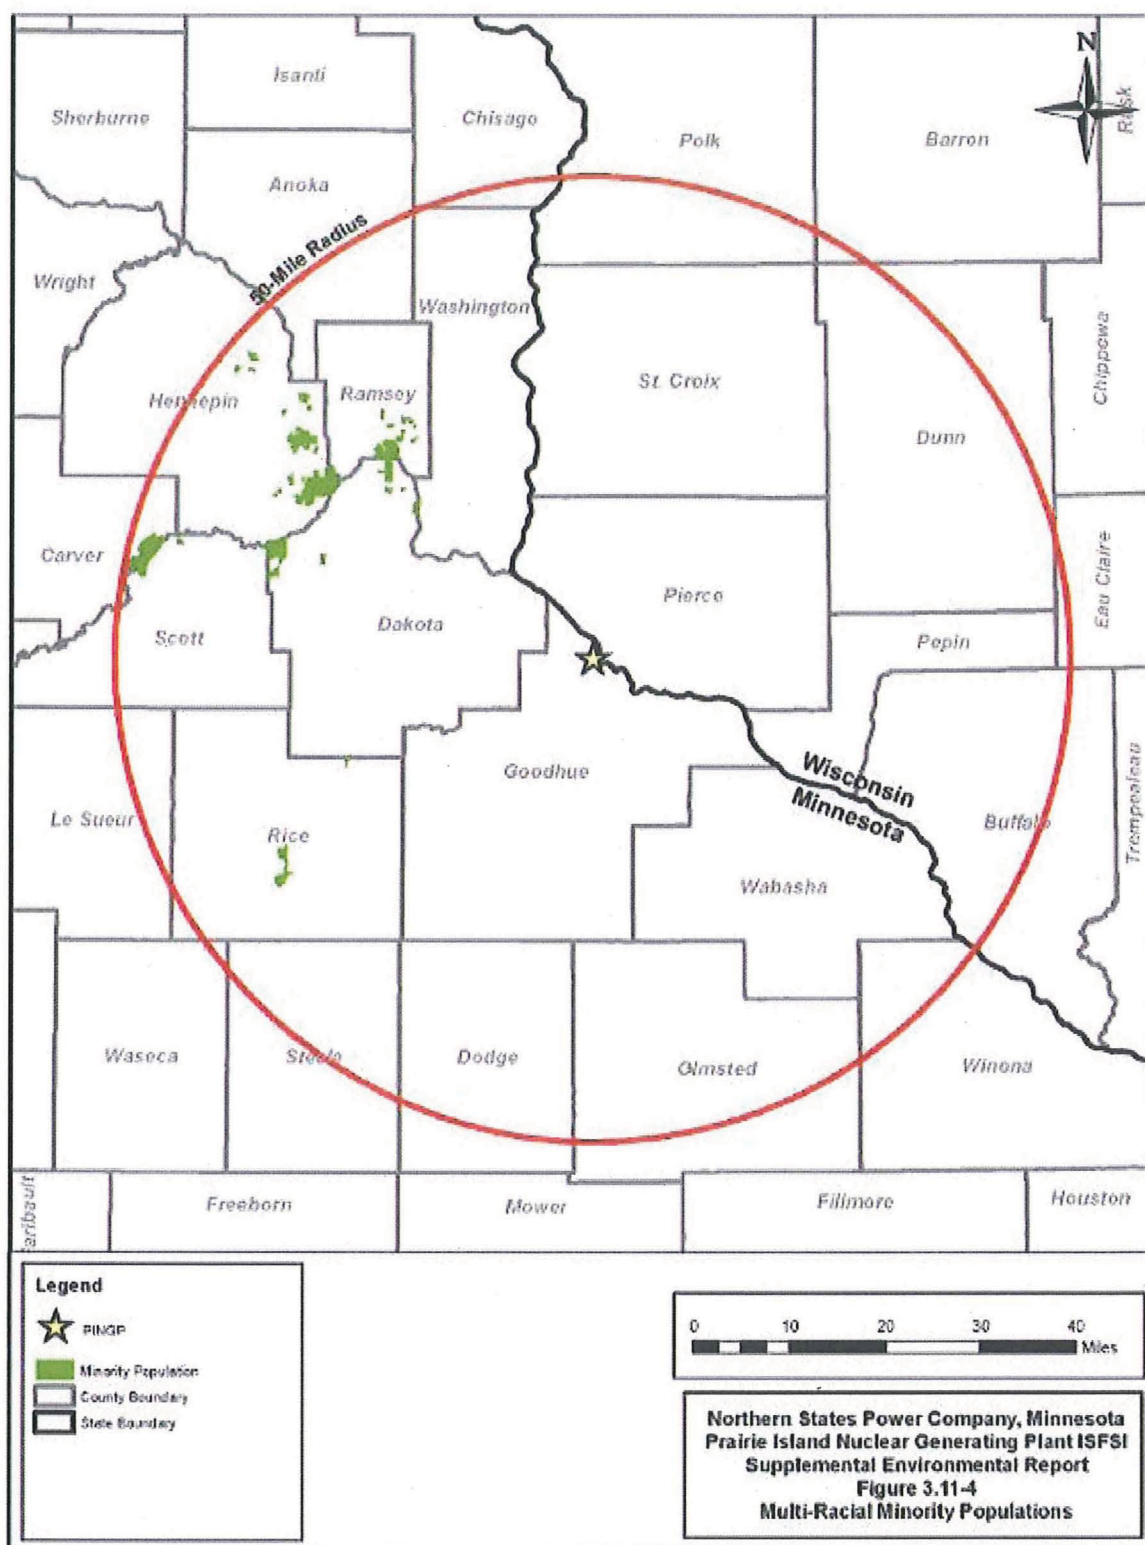 N
Isanti
Sherburne
Chisago
Polk
Barron
Rusk
Anoka
50-Mile Radius
Wright
Washington
Chippewa
Hennepin
Ramsey
St. Croix
Dunn
Carver
Eau Claire
Pierce
Scott
Dakota
Pepin
Goodhue
Wisconsin
Minnesota
Le Sueur
Rice
Buffalo
Trempealeau
Wabasha
Waseca
Steele
Dodge
Olmsted
Winona
Faribault
Freeborn
Mower
Fillmore
Houston
Legend
PINGP
Minority Population
County Boundary
State Boundary
0 10 20 30 40
Miles
Northern States Power Company, Minnesota
Prairie Island Nuclear Generating Plant ISFSI
Supplemental Environmental Report
Figure 3.11-4
Multi-Racial Minority Populations